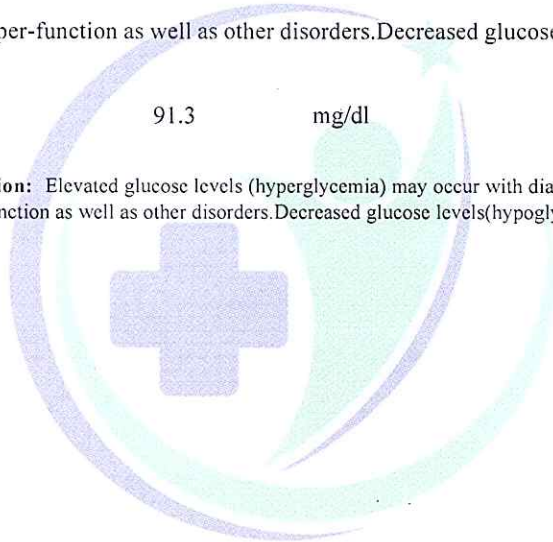 per-function as well as other disorders.Decreased glucose
91.3 mg/dl
ion: Elevated glucose levels (hyperglycemia) may occur with dia
nction as well as other disorders.Decreased glucose levels(hypogly